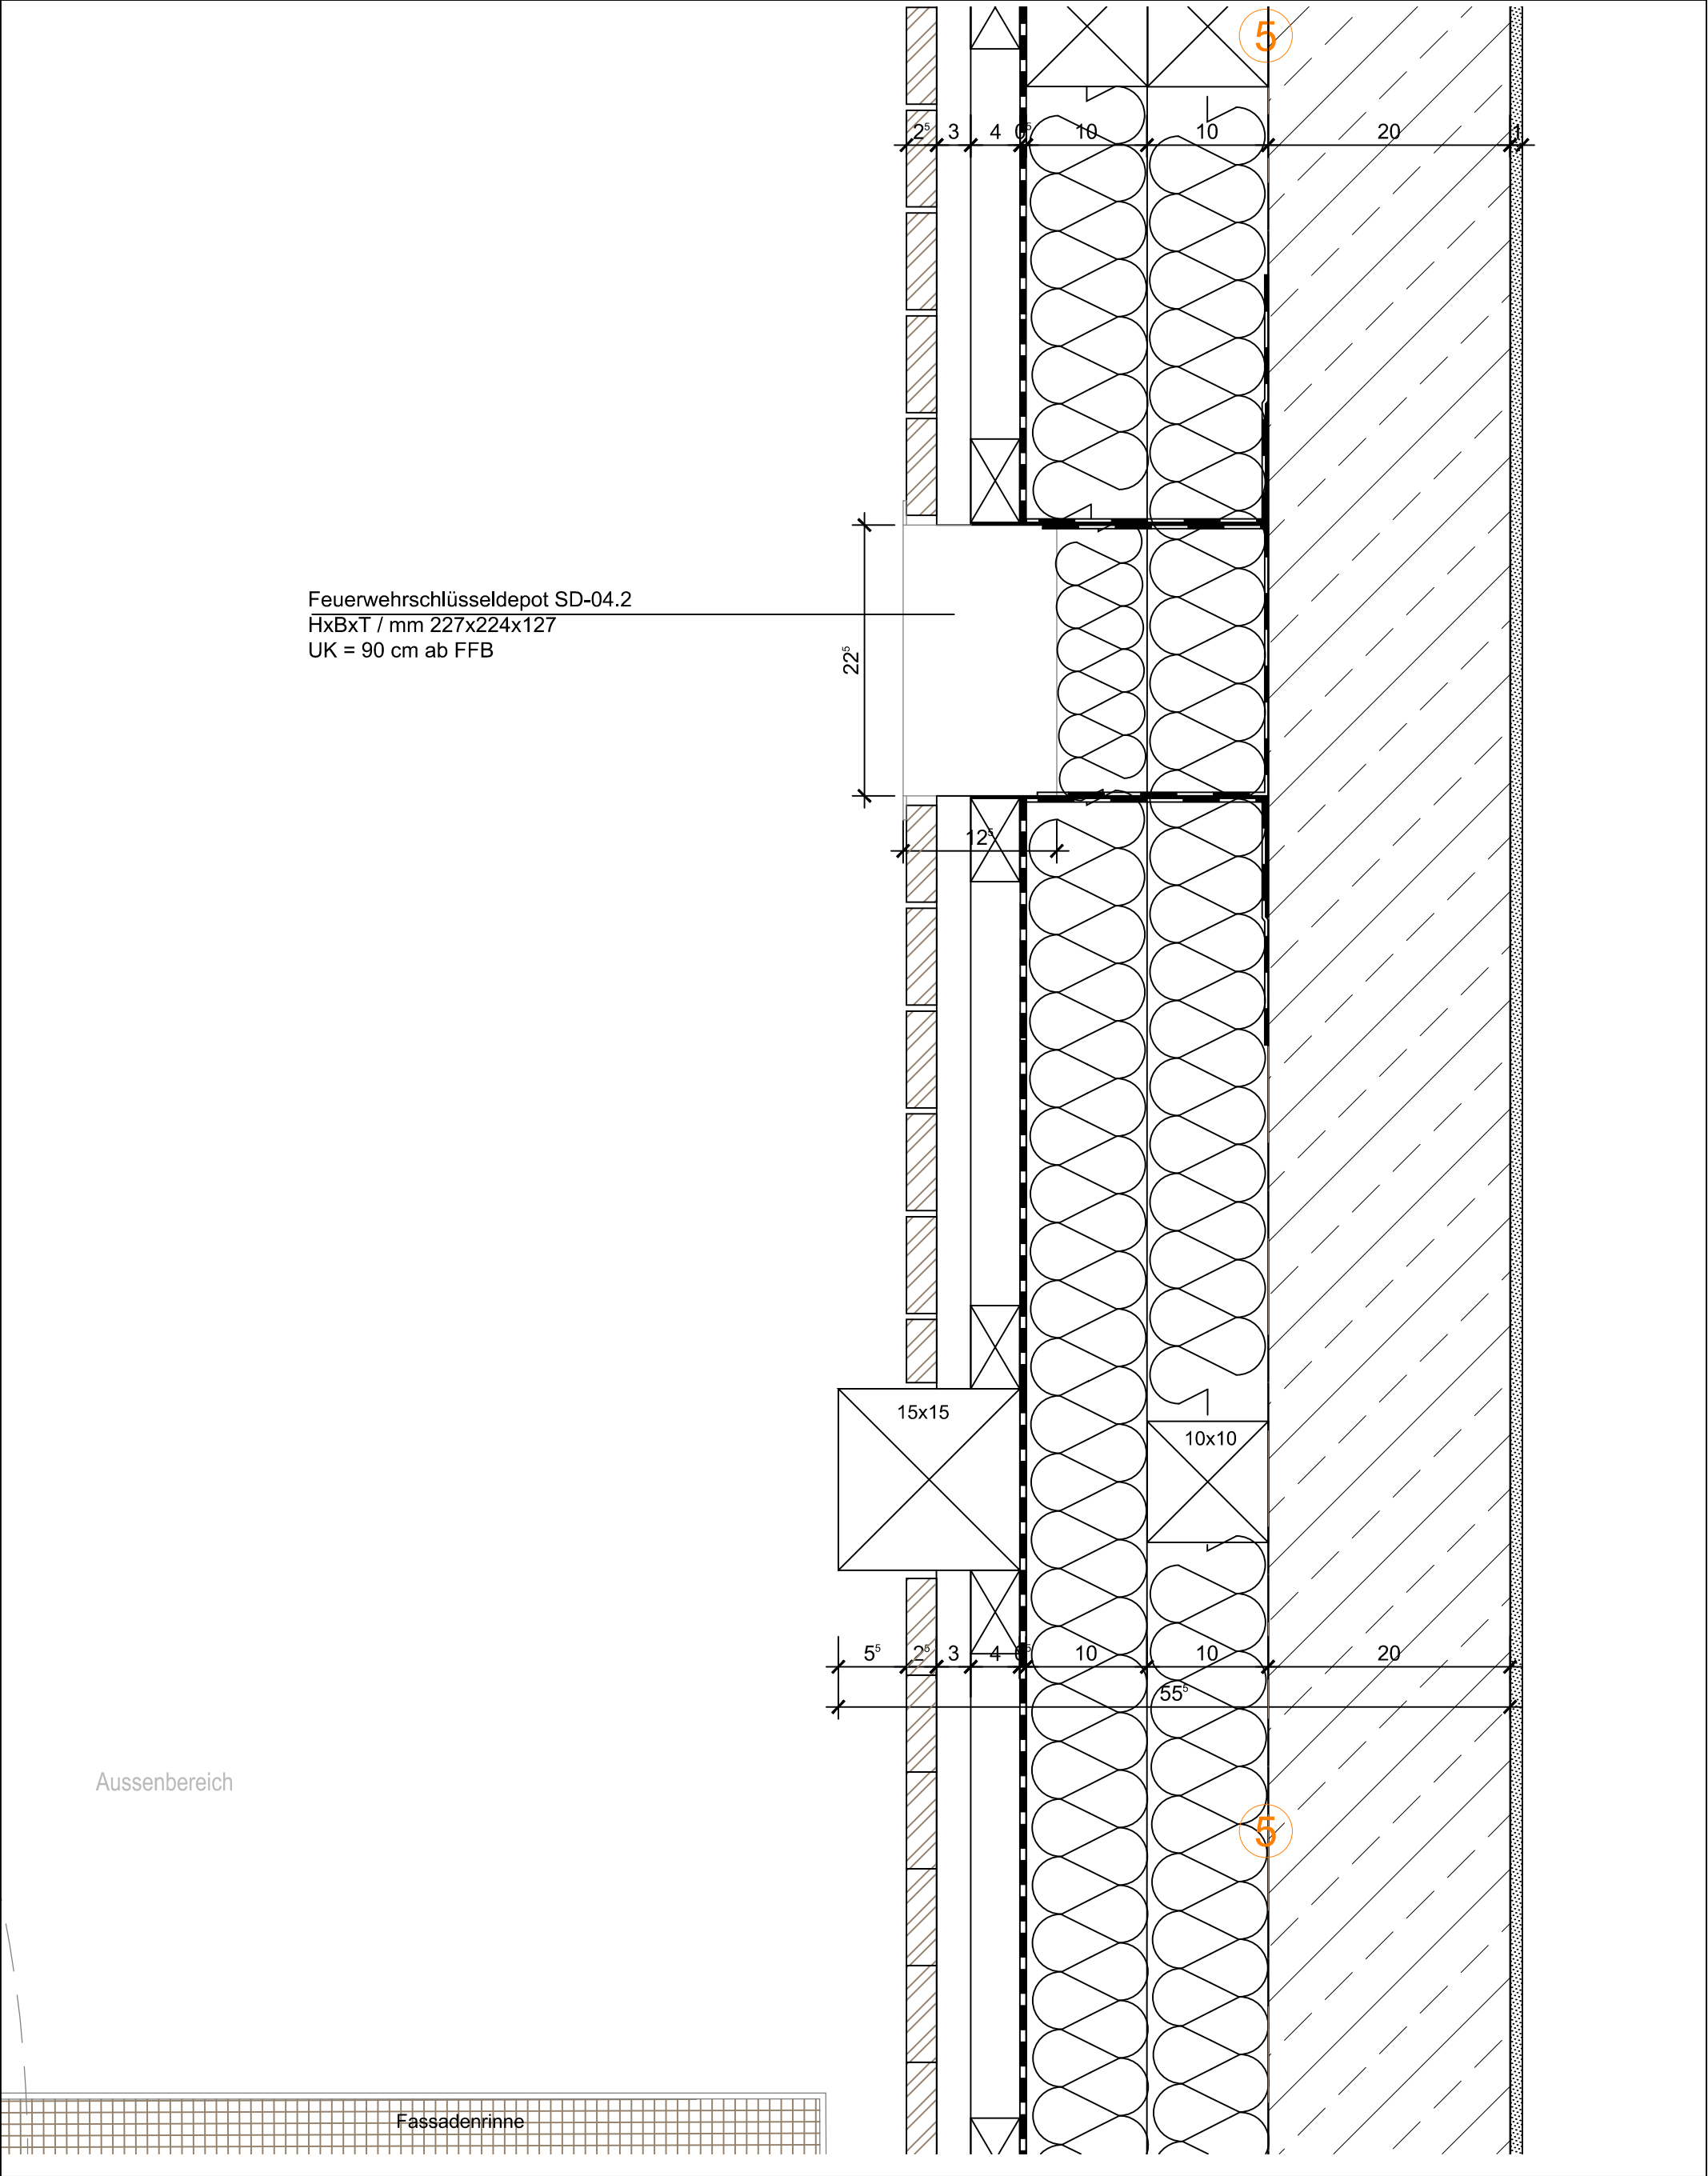 5
2⁵ 3 4 0⁵ 10 10 20 1
Feuerwehrschlüsseldepot SD-04.2
HxBxT / mm 227x224x127
UK = 90 cm ab FFB
22⁵
12⁵
15x15
10x10
5⁵ 2⁵ 3 4 0⁵ 10 10 20
55⁵
Aussenbereich
5
Fassadenrinne